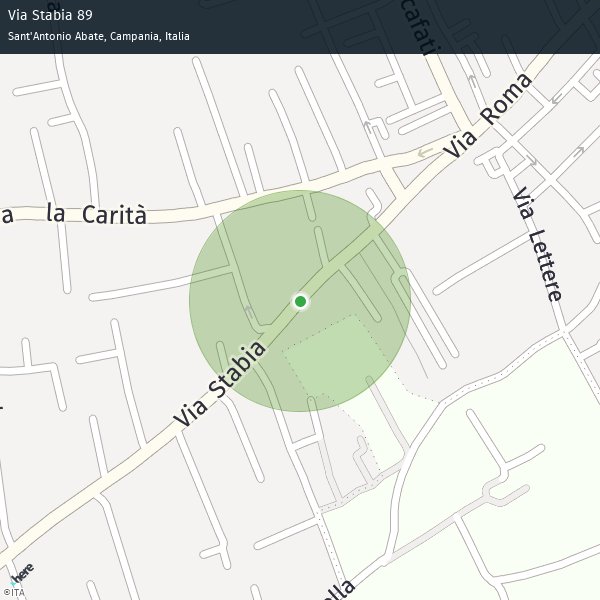 Via Stabia 89
Sant'Antonio Abate, Campania, Italia
cafati
Via Roma
a la Carità
Via Lettere
Via Stabia
here
©ITA
olla